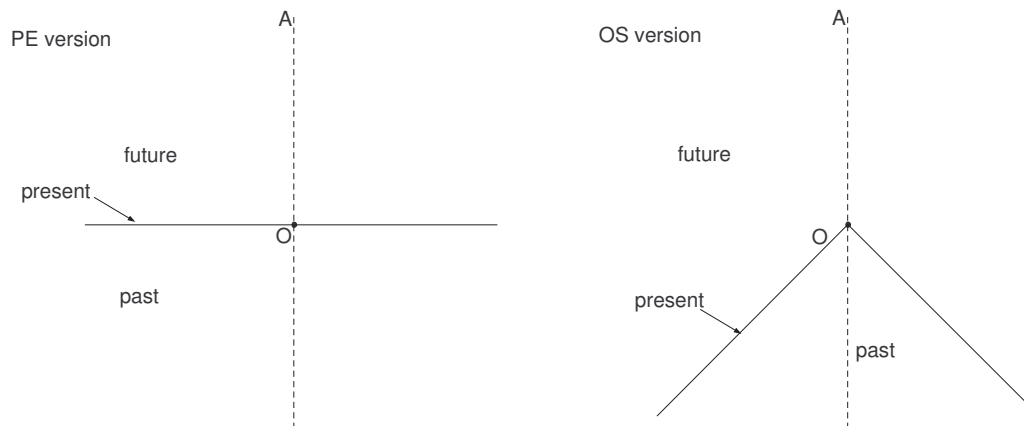 PE version
A
future
present
O
past
OS version
A
future
O
present
past